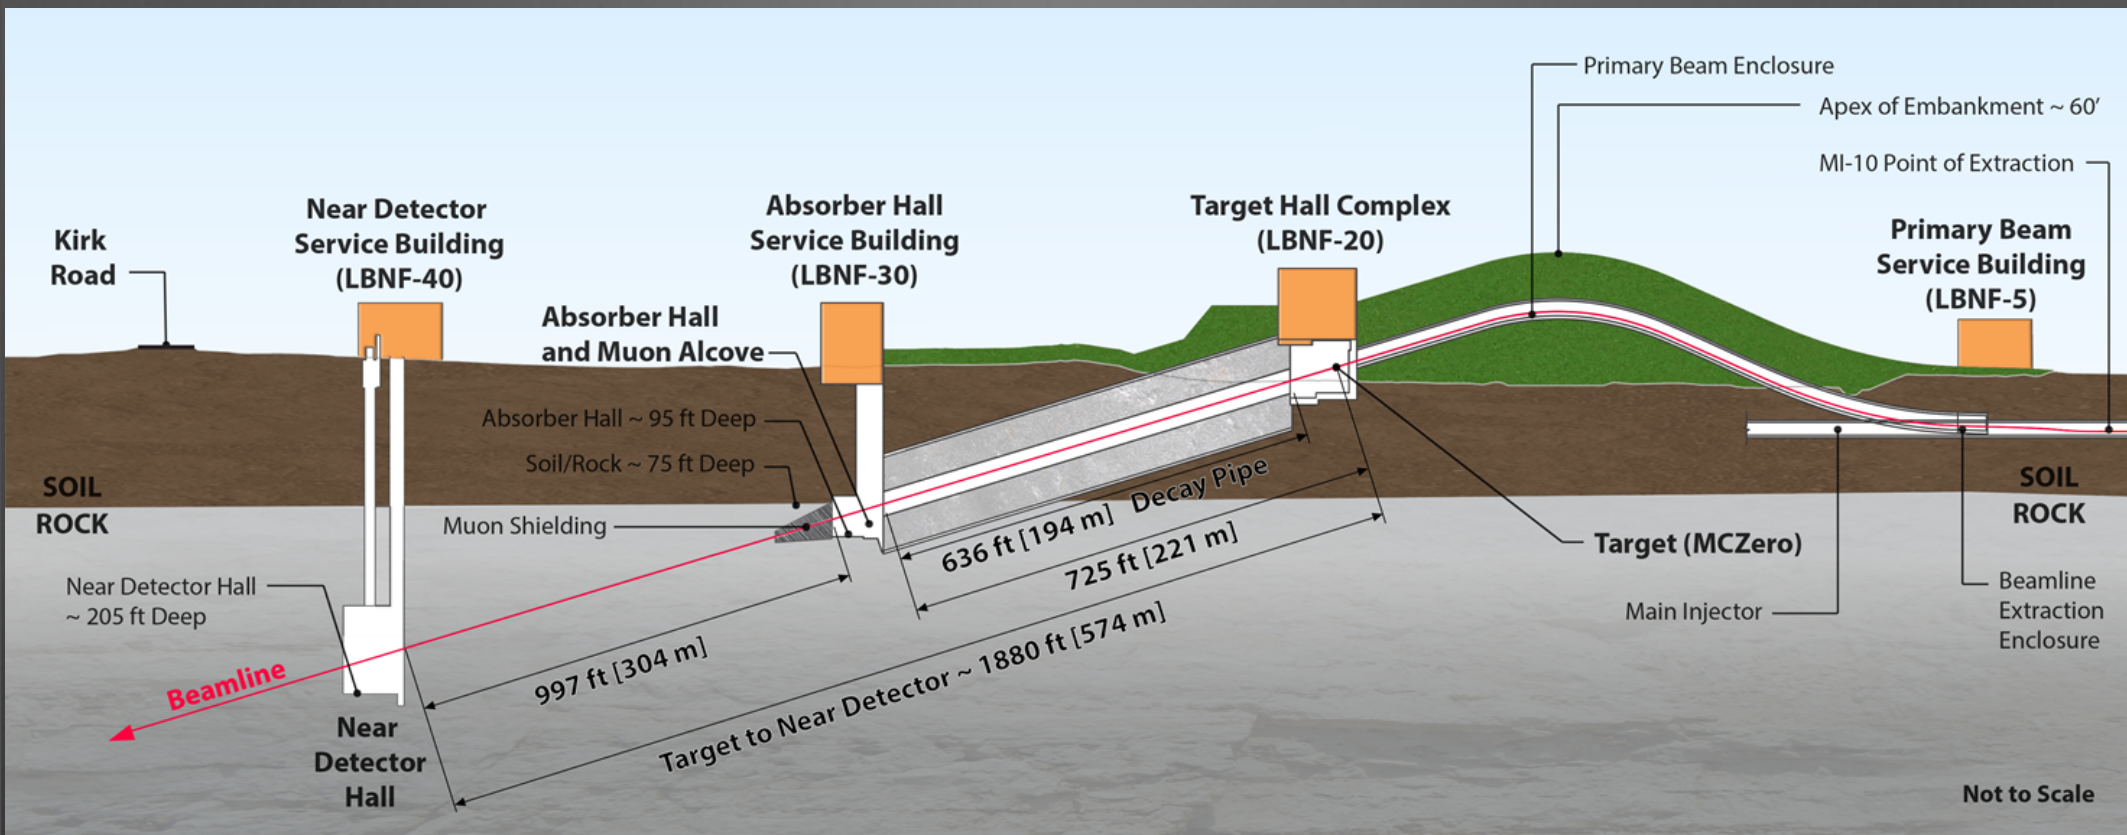 Primary Beam Enclosure
Apex of Embankment ~ 60’
MI-10 Point of Extraction
Kirk
Road
Near Detector
Service Building
(LBNF-40)
Absorber Hall
Service Building
(LBNF-30)
Target Hall Complex
(LBNF-20)
Primary Beam
Service Building
(LBNF-5)
Absorber Hall
and Muon Alcove
Absorber Hall ~ 95 ft Deep
Soil/Rock ~ 75 ft Deep
Muon Shielding
SOIL
ROCK
SOIL
ROCK
Near Detector Hall
~ 205 ft Deep
Beamline
Near
Detector
Hall
636 ft [194 m] Decay Pipe
725 ft [221 m]
997 ft [304 m]
Target to Near Detector ~ 1880 ft [574 m]
Target (MCZero)
Main Injector
Beamline
Extraction
Enclosure
Not to Scale